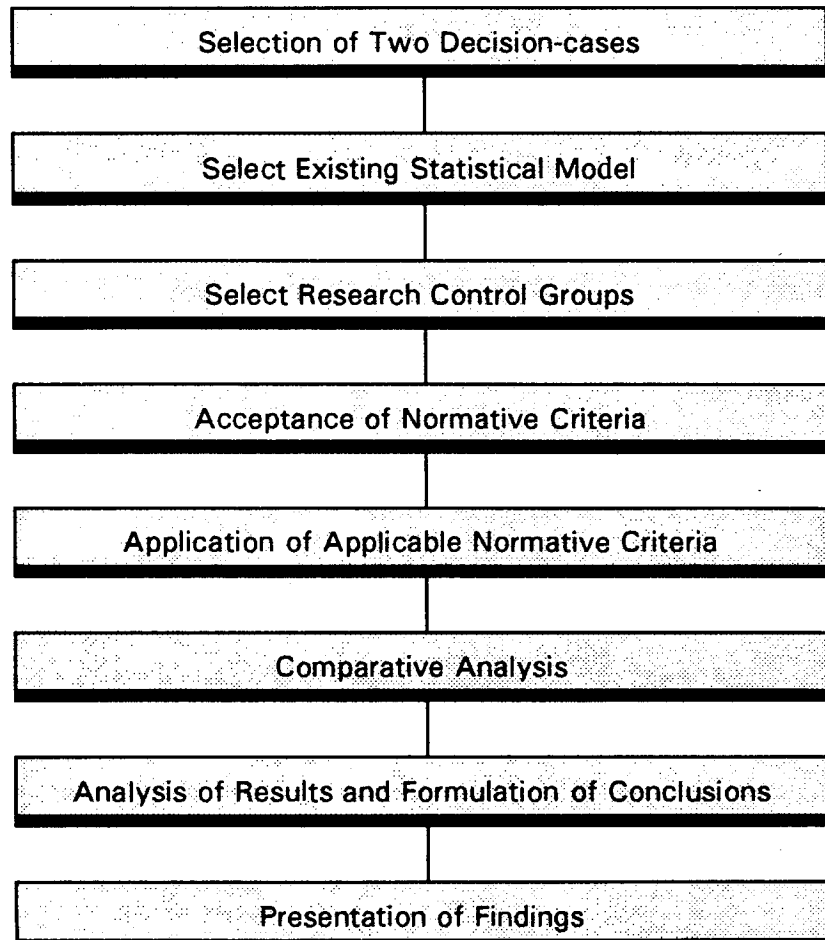 Selection of Two Decision-cases
Select Existing Statistical Model
Select Research Control Groups
Acceptance of Normative Criteria
Application of Applicable Normative Criteria
Comparative Analysis
Analysis of Results and Formulation of Conclusions
Presentation of Findings